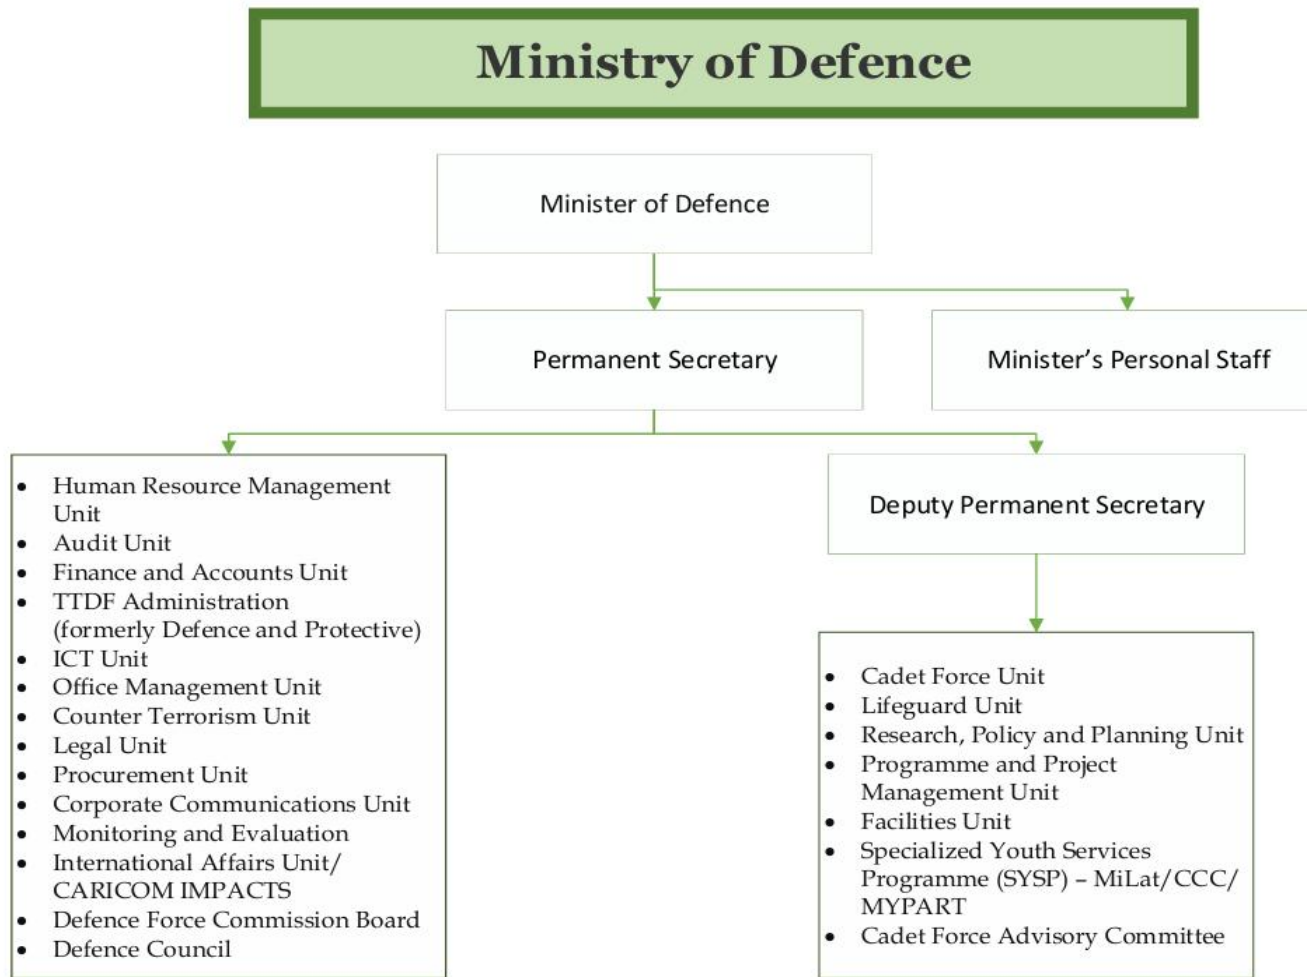 Ministry of Defence
Minister of Defence
Permanent Secretary
Minister’s Personal Staff
• Human Resource Management
Unit
• Audit Unit
• Finance and Accounts Unit
• TTDF Administration
(formerly Defence and Protective)
• ICT Unit
• Office Management Unit
• Counter Terrorism Unit
• Legal Unit
• Procurement Unit
• Corporate Communications Unit
• Monitoring and Evaluation
• International Affairs Unit/
CARICOM IMPACTS
• Defence Force Commission Board
• Defence Council
Deputy Permanent Secretary
• Cadet Force Unit
• Lifeguard Unit
• Research, Policy and Planning Unit
• Programme and Project
Management Unit
• Facilities Unit
• Specialized Youth Services
Programme (SYSP) – MiLat/CCC/
MYPART
• Cadet Force Advisory Committee